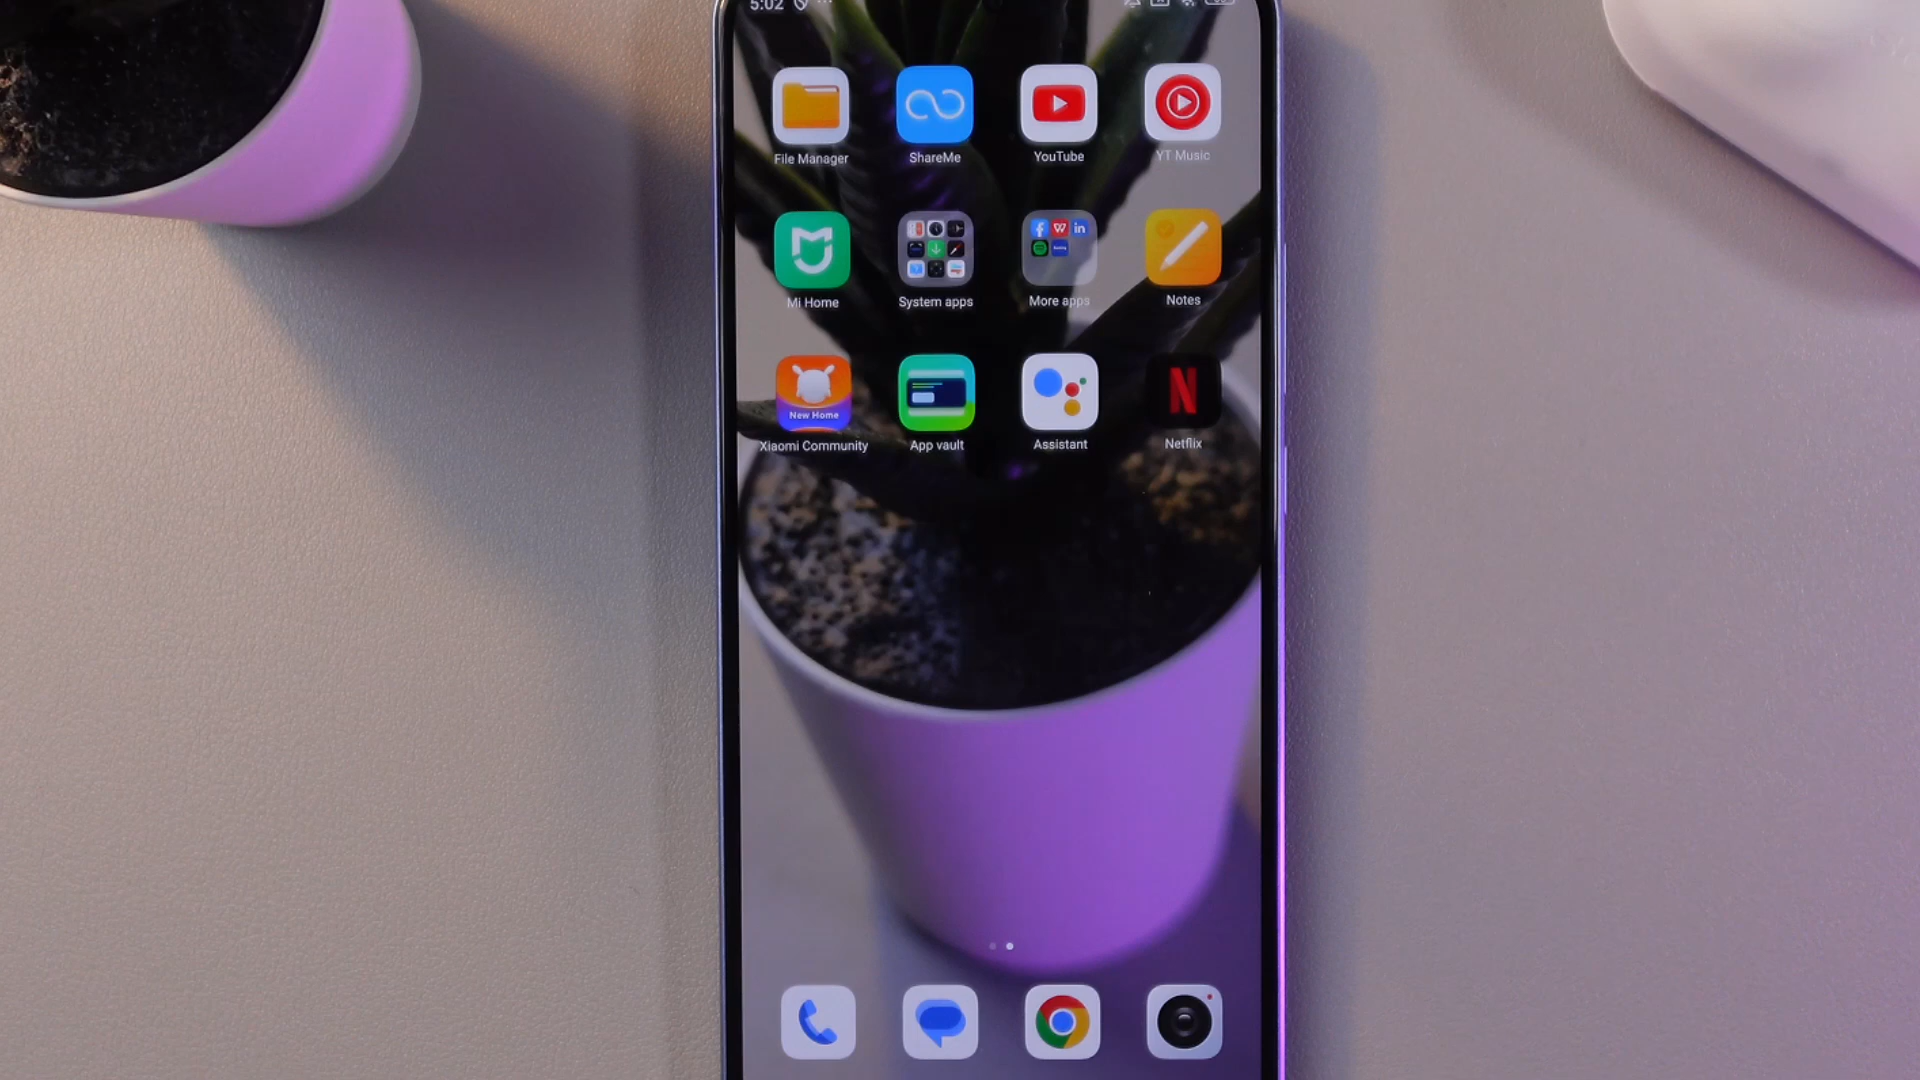 5:02
File Manager
ShareMe
YouTube
YT Music
Mi Home
System apps
More apps
Notes
New Home
Xiaomi Community
App vault
Assistant
Netflix